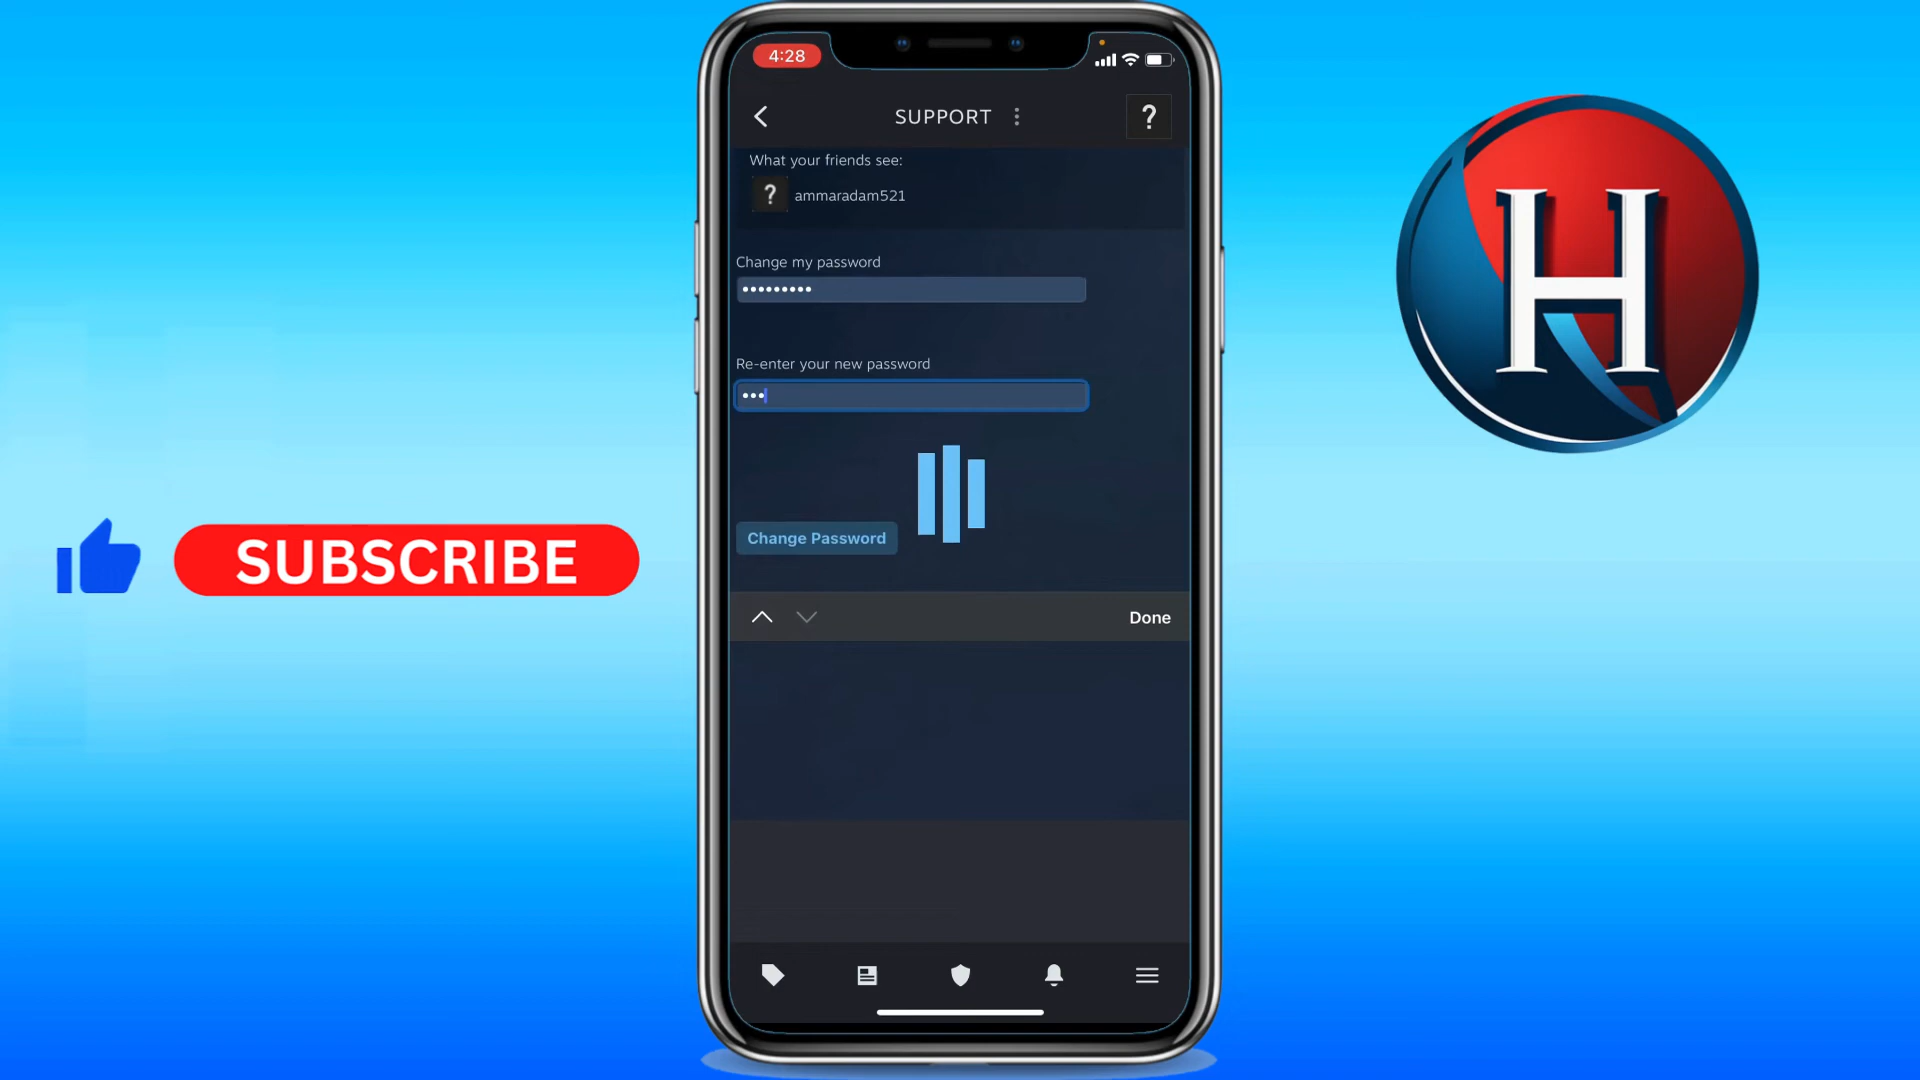 4:28
SUPPORT
?
What your friends see:
? ammaradam521
Change my password
•••••••••
Re-enter your new password
•••
Change Password
Done
SUBSCRIBE
H